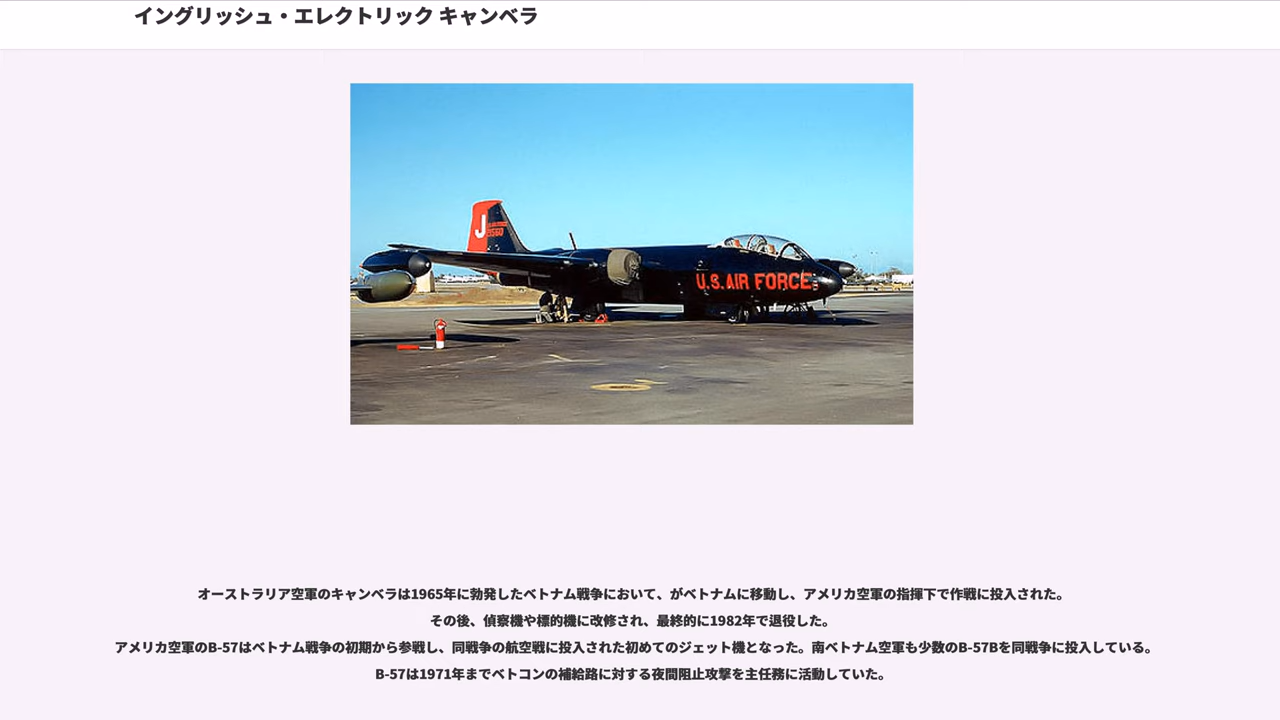 イングリッシュ・エレクトリック キャンベラ
J
U.S.AIR FORCE
オーストラリア空軍のキャンベラは1965年に勃発したベトナム戦争において、がベトナムに移動し、アメリカ空軍の指揮下で作戦に投入された。
その後、偵察機や標的機に改修され、最終的に1982年で退役した。
アメリカ空軍のB-57はベトナム戦争の初期から参戦し、同戦争の航空戦に投入された初めてのジェット機となった。南ベトナム空軍も少数のB-57Bを同戦争に投入している。
B-57は1971年までベトコンの補給路に対する夜間阻止攻撃を主任務に活動していた。